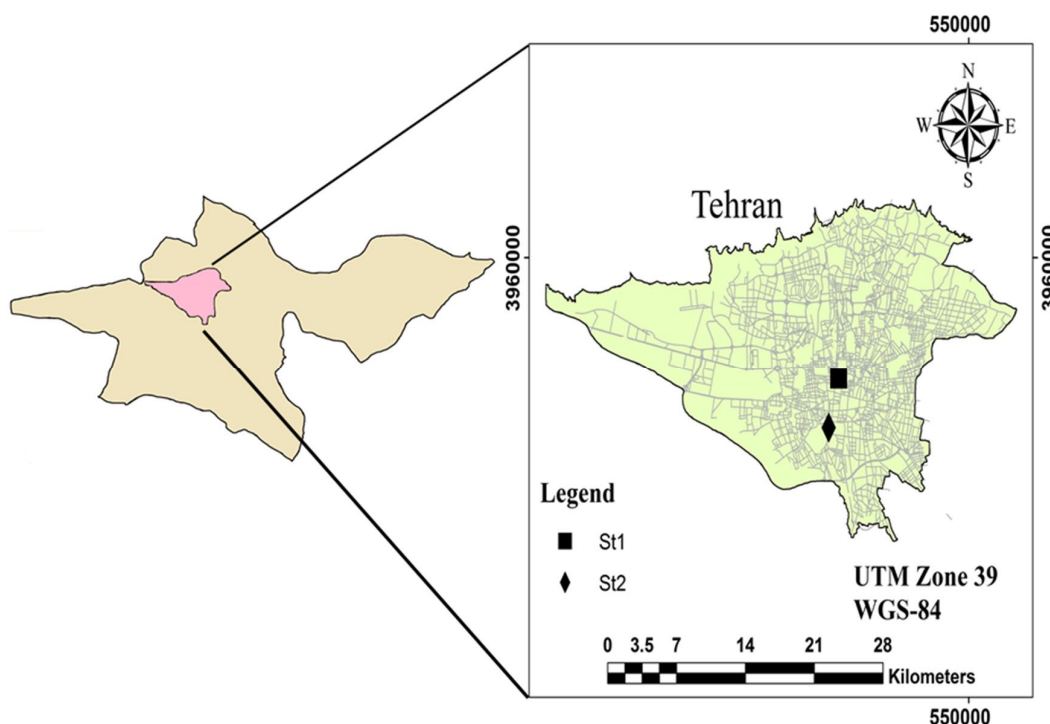 550000
N
W E
S
Tehran
3960000
3960000
Legend
St1
St2
UTM Zone 39
WGS-84
0 3.5 7 14 21 28
Kilometers
550000